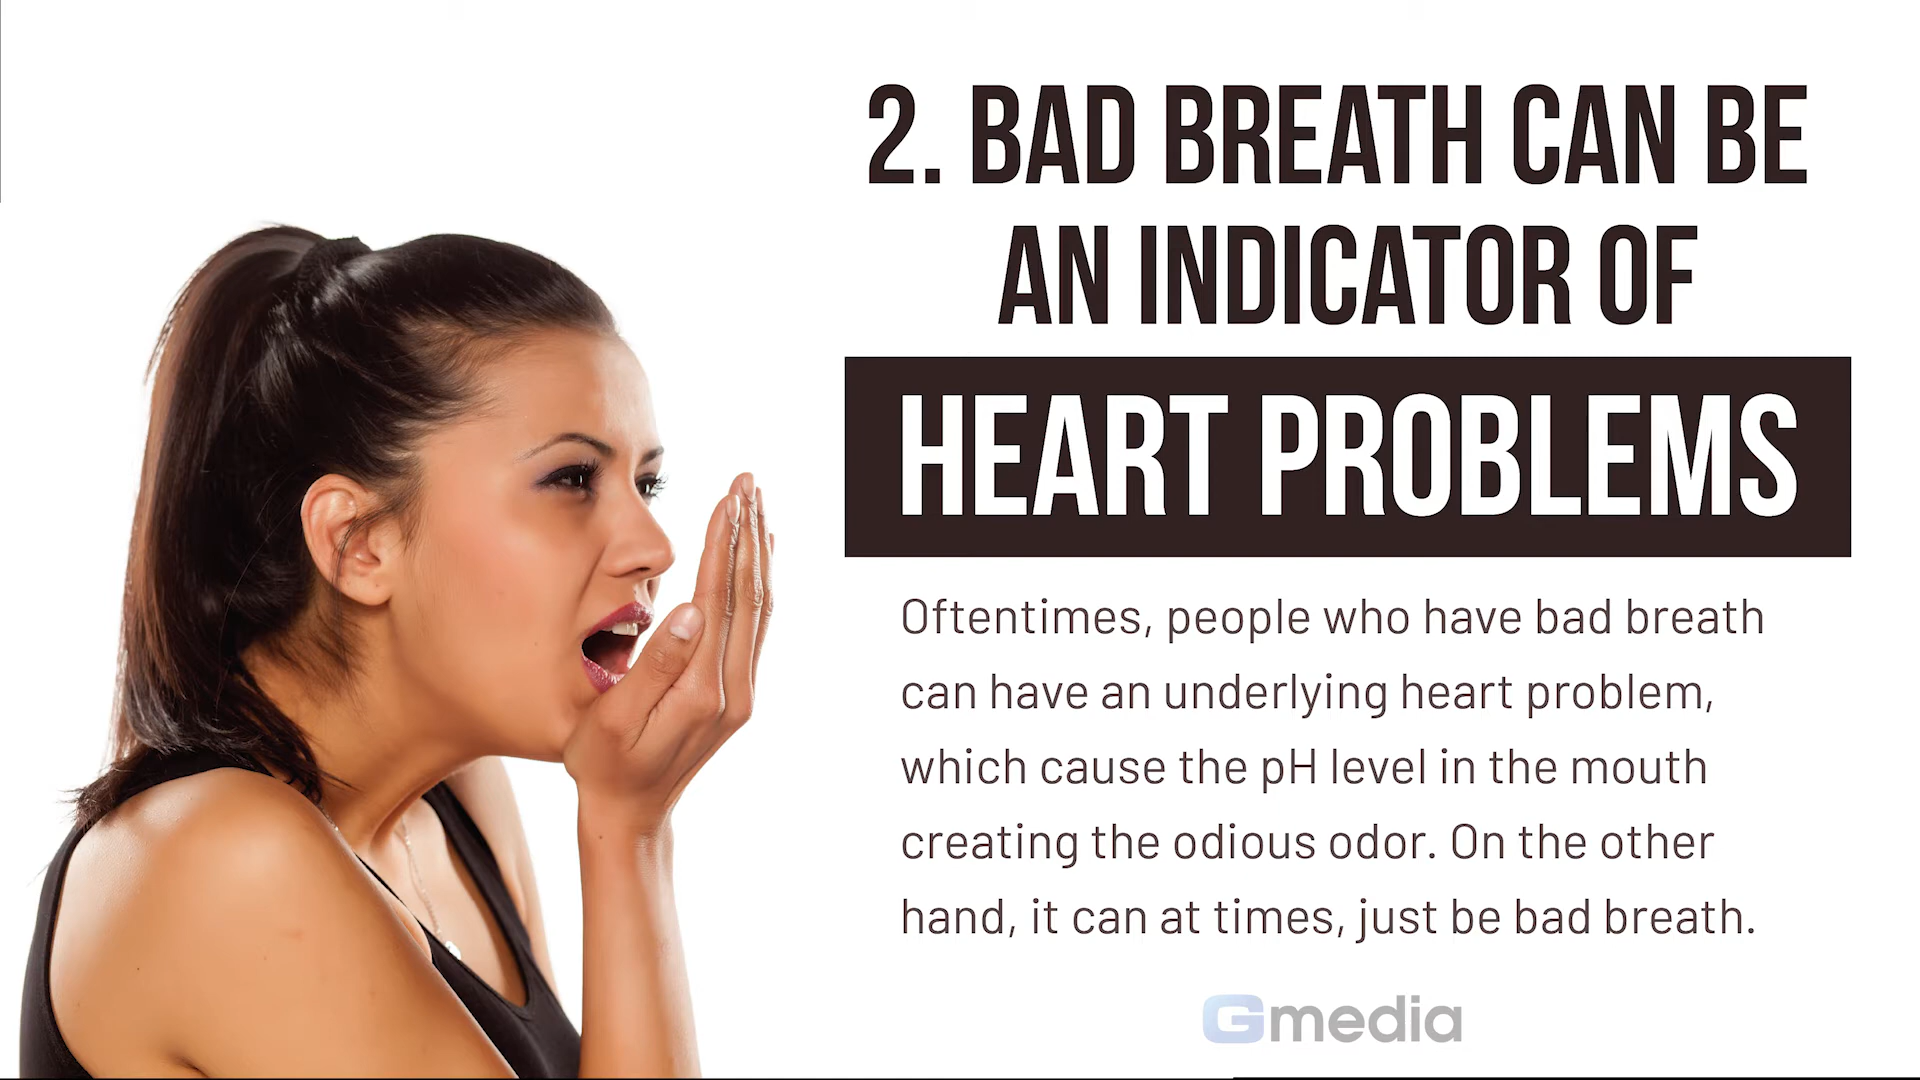 2. BAD BREATH CAN BE
AN INDICATOR OF
HEART PROBLEMS
Oftentimes, people who have bad breath
can have an underlying heart problem,
which cause the pH level in the mouth
creating the odious odor. On the other
hand, it can at times, just be bad breath.
Gmedia